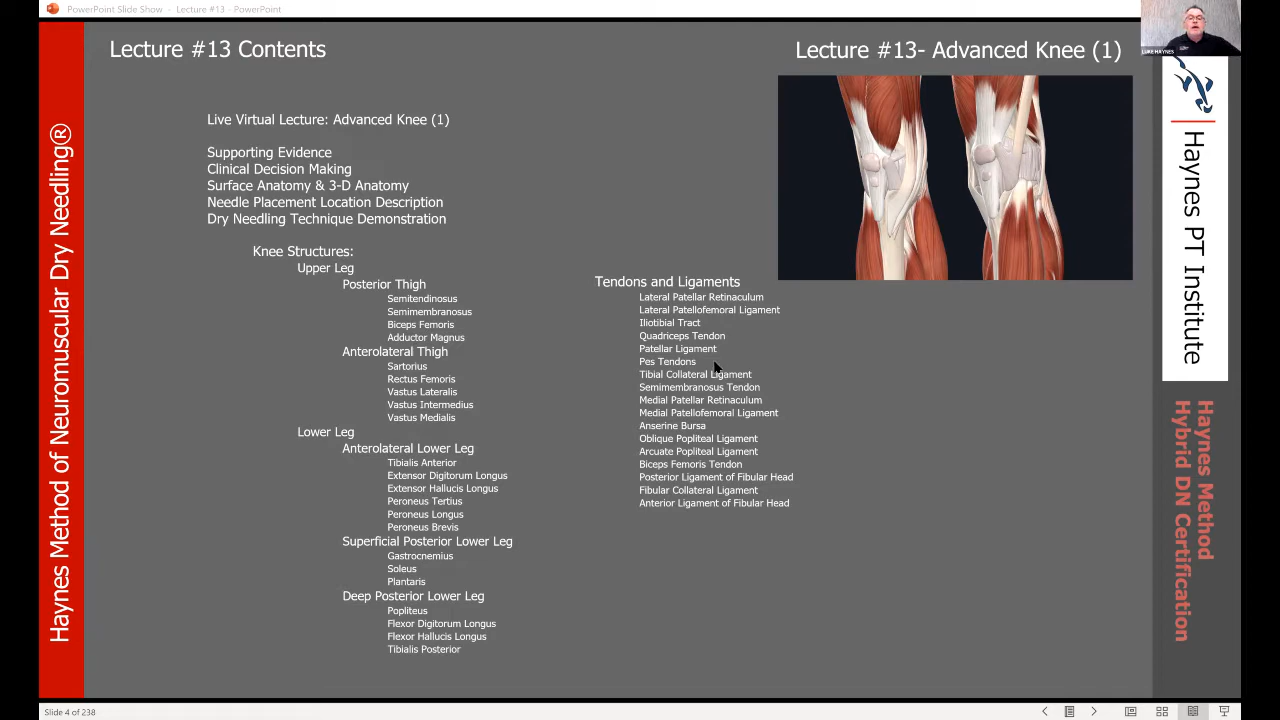 PowerPoint Slide Show - Lecture #13 - PowerPoint
Lecture #13 Contents
Lecture #13- Advanced Knee (1)
LUKE HAYNES
Live Virtual Lecture: Advanced Knee (1)
Supporting Evidence
Clinical Decision Making
Surface Anatomy & 3-D Anatomy
Needle Placement Location Description
Dry Needling Technique Demonstration
Knee Structures:
Upper Leg
Posterior Thigh
Semitendinosus
Semimembranosus
Biceps Femoris
Adductor Magnus
Anterolateral Thigh
Sartorius
Rectus Femoris
Vastus Lateralis
Vastus Intermedius
Vastus Medialis
Lower Leg
Anterolateral Lower Leg
Tibialis Anterior
Extensor Digitorum Longus
Extensor Hallucis Longus
Peroneus Tertius
Peroneus Longus
Peroneus Brevis
Superficial Posterior Lower Leg
Gastrocnemius
Soleus
Plantaris
Deep Posterior Lower Leg
Popliteus
Flexor Digitorum Longus
Flexor Hallucis Longus
Tibialis Posterior
Tendons and Ligaments
Lateral Patellar Retinaculum
Lateral Patellofemoral Ligament
Iliotibial Tract
Quadriceps Tendon
Patellar Ligament
Pes Tendons
Tibial Collateral Ligament
Semimembranosus Tendon
Medial Patellar Retinaculum
Medial Patellofemoral Ligament
Anserine Bursa
Oblique Popliteal Ligament
Arcuate Popliteal Ligament
Biceps Femoris Tendon
Posterior Ligament of Fibular Head
Fibular Collateral Ligament
Anterior Ligament of Fibular Head
Haynes Method of Neuromuscular Dry Needling®
Haynes PT Institute
Haynes Method
Hybrid DN Certification
Slide 4 of 238